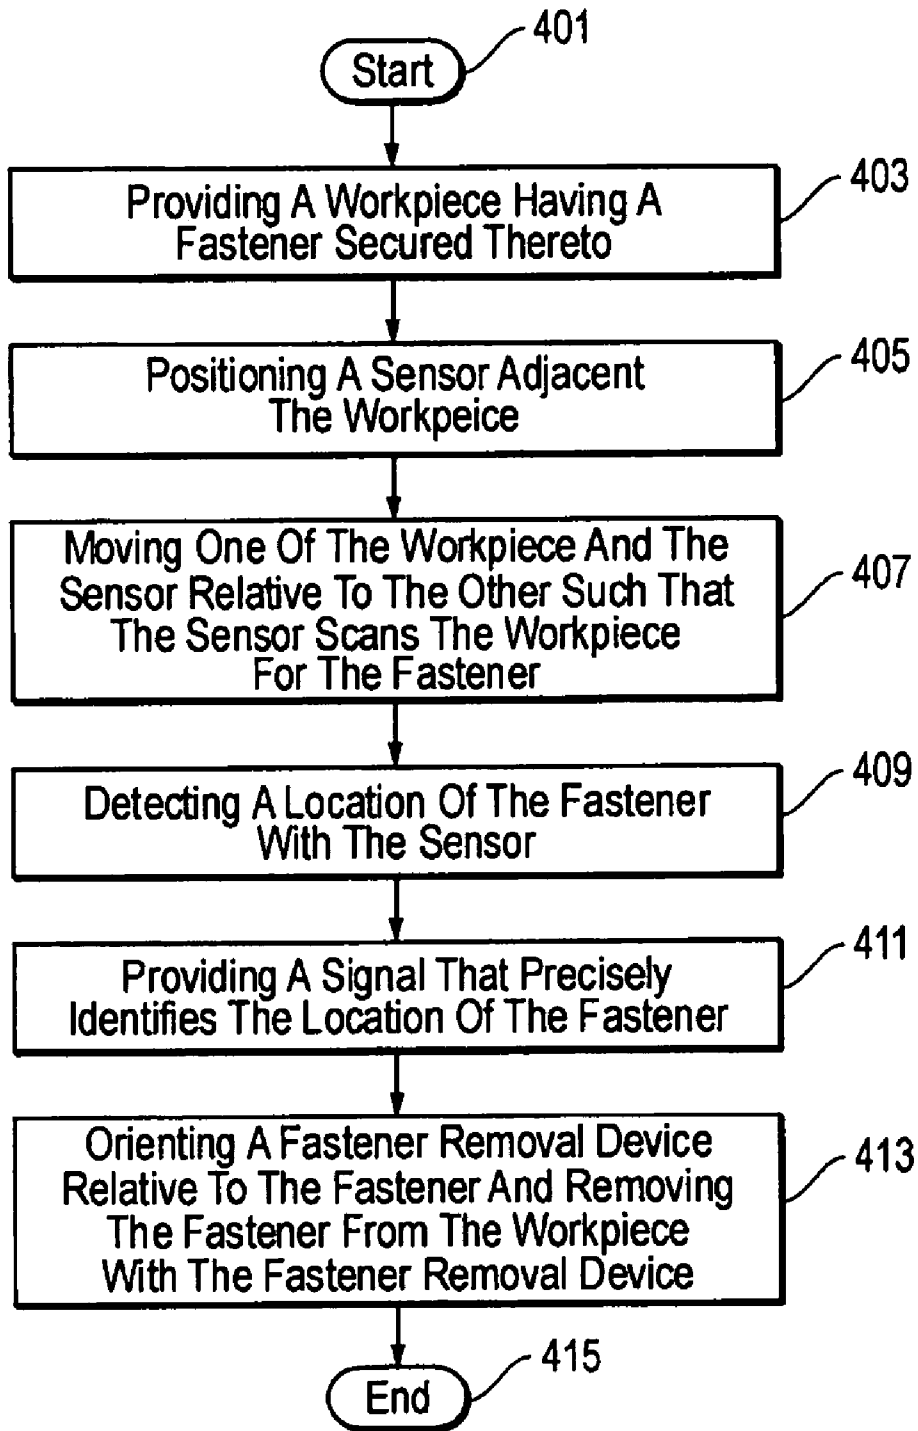 401
Start
403
Providing A Workpiece Having A
Fastener Secured Thereto
405
Positioning A Sensor Adjacent
The Workpeice
Moving One Of The Workpiece And The
Sensor Relative To The Other Such That
The Sensor Scans The Workpiece
For The Fastener
407
409
Detecting A Location Of The Fastener
With The Sensor
411
Providing A Signal That Precisely
Identifies The Location Of The Fastener
Orienting A Fastener Removal Device
Relative To The Fastener And Removing
The Fastener From The Workpiece
With The Fastener Removal Device
413
415
End